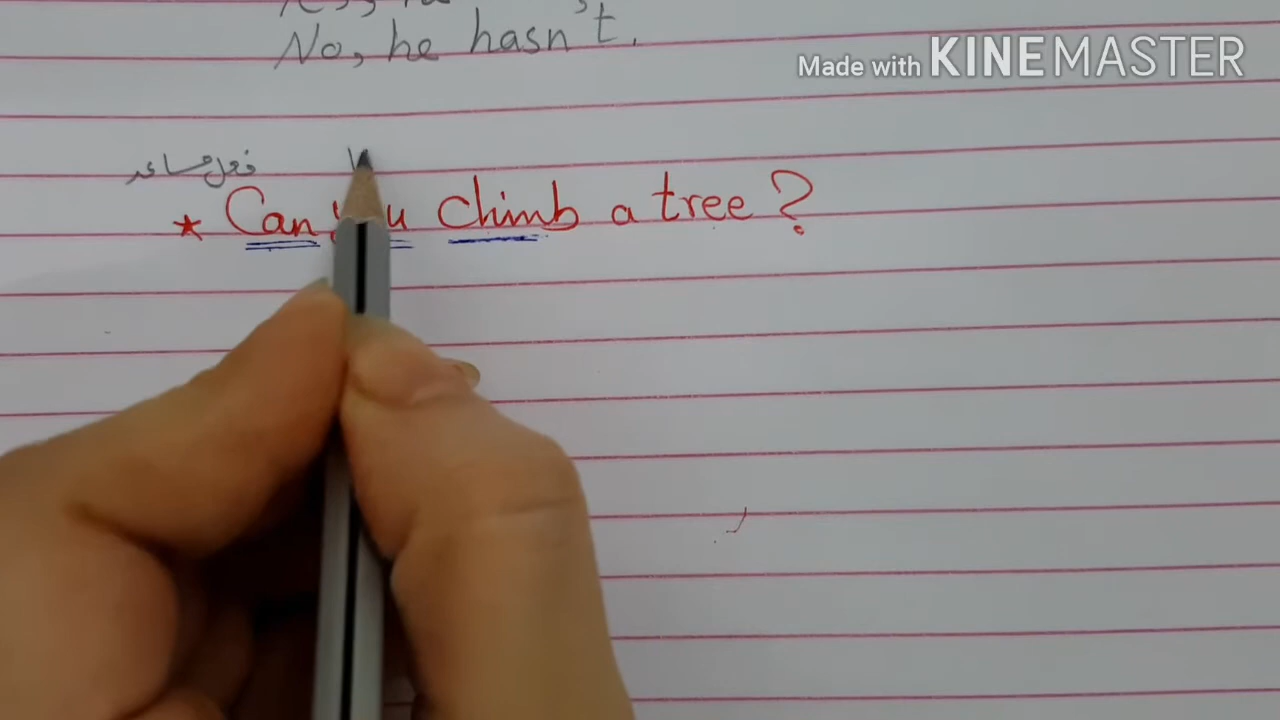 No, he hasn't.
Made with KINEMASTER
فعل مساعد
* Can you climb a tree?